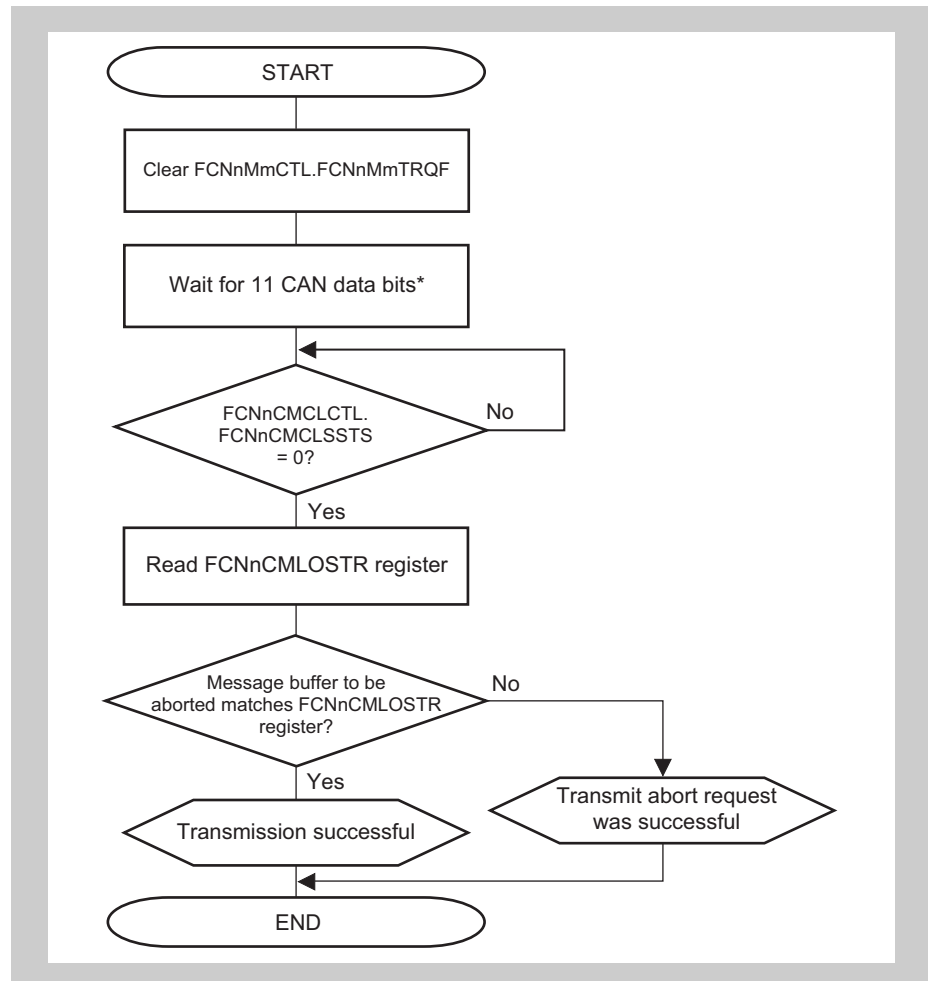 START
Clear FCNnMmCTL.FCNnMmTRQF
Wait for 11 CAN data bits*
FCNnCMCLCTL.
FCNnCMCLSSTS
= 0?
No
Yes
Read FCNnCMLOSTR register
Message buffer to be
aborted matches FCNnCMLOSTR
register?
No
Yes
Transmission successful
Transmit abort request
was successful
END